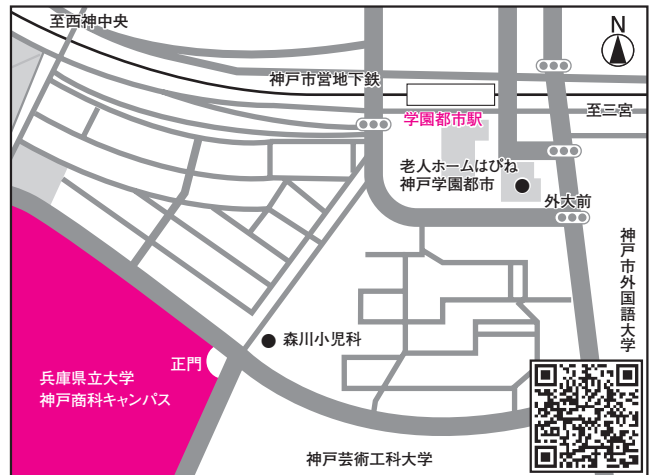 至西神中央
N
神戸市営地下鉄
至三宮
学園都市駅
老人ホームはぴね
神戸学園都市
外大前
神戸市外国語大学
森川小児科
正門
兵庫県立大学
神戸商科キャンパス
神戸芸術工科大学